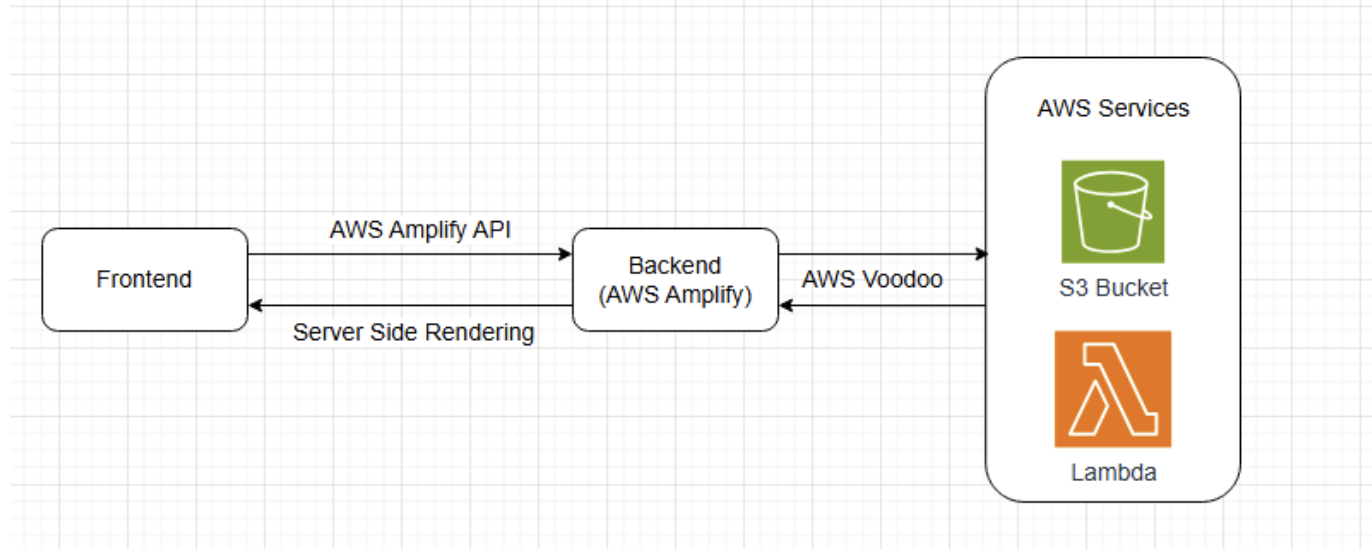 AWS Services
S3 Bucket
Lambda
AWS Amplify API
Frontend
Backend
(AWS Amplify)
AWS Voodoo
Server Side Rendering